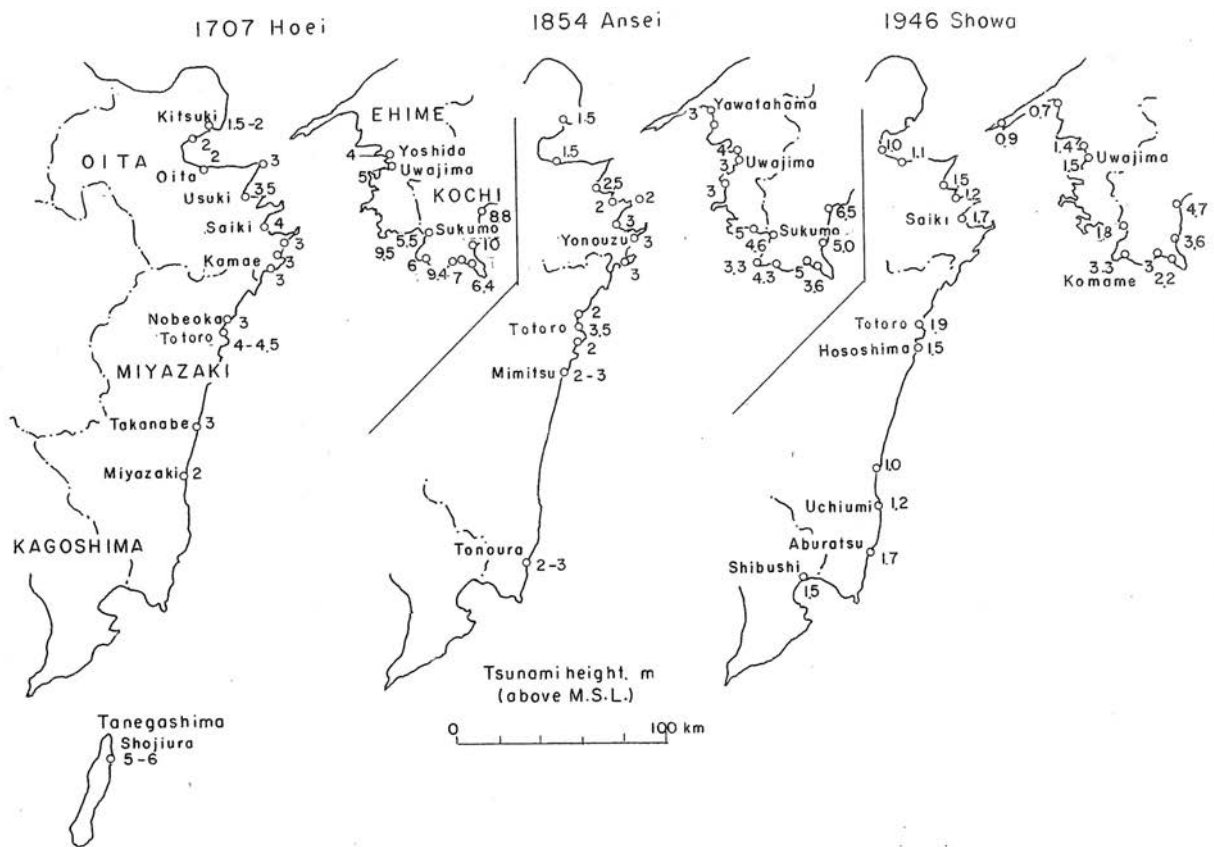 1707 Hoei
1854 Ansei
1946 Showa
Kitsuki
1.5-2
2
OITA
2
Oita
3
Usuki
3.5
Saiki
4
3
Kamae
3
3
Nobeoka
3
Totoro
4-4.5
MIYAZAKI
Takanabe
3
Miyazaki
2
KAGOSHIMA
Tanegashima
Shojiura
5-6
EHIME
4
Yoshida
5
Uwajima
KOCHI
8.8
5.5
Sukumo
10
9.5
6
9.4
7
6.4
1.5
1.5
2.5
2
2
3
Yonouzu
3
3
2
Totoro
3.5
2
Mimitsu
2-3
Tonoura
2-3
3
Yawatahama
4
Uwajima
3
3
6.5
5
Sukumo
4.6
5.0
3.3
4.3
5
3.6
1.0
1.1
1.5
1.2
Saiki
1.7
Totoro
1.9
Hososhima
1.5
1.0
Uchiumi
1.2
Aburatsu
1.7
Shibushi
1.5
0.9
0.7
1.4
1.5
Uwajima
4.7
1.8
3.6
3.3
3
2.2
Komame
Tsunami height, m
(above M.S.L.)
0
100 km